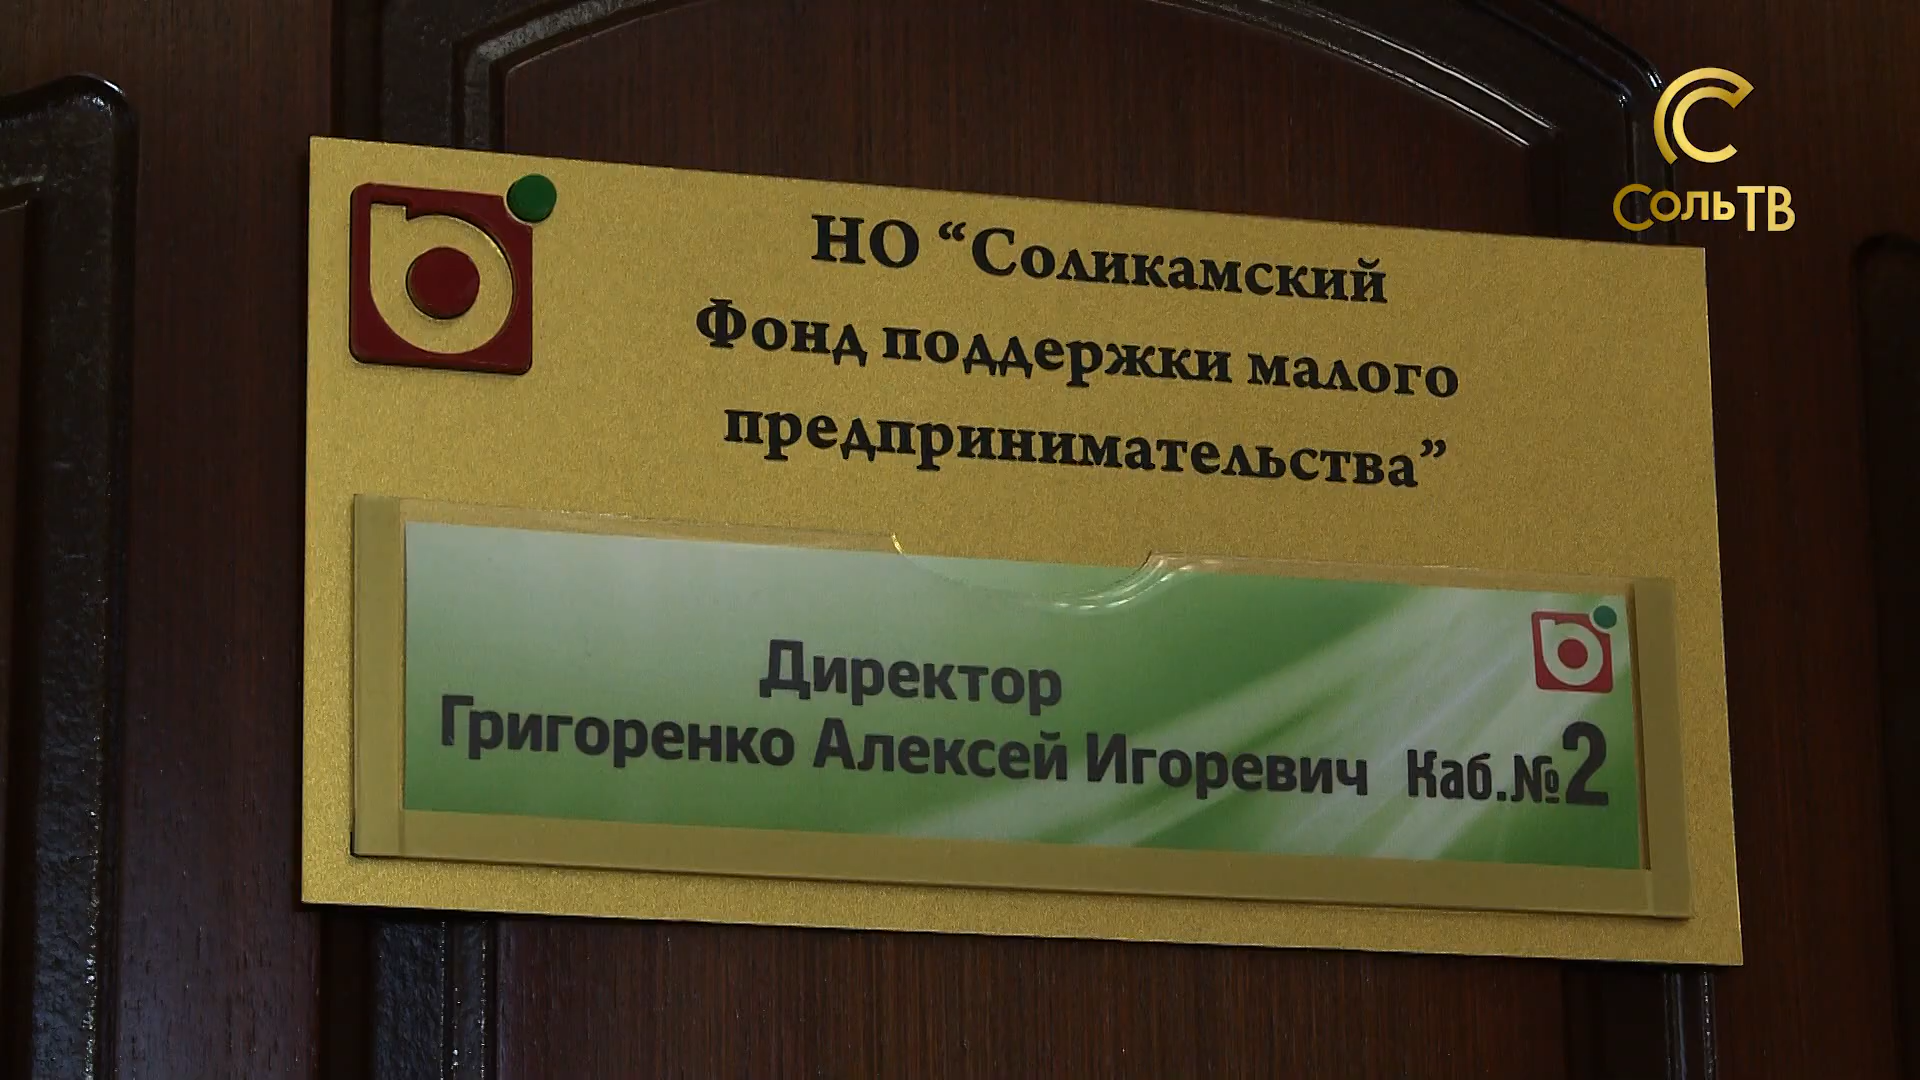 С
СольТВ
НО “Соликамский
Фонд поддержки малого
предпринимательства”
Директор
Григоренко Алексей Игоревич Каб.№2